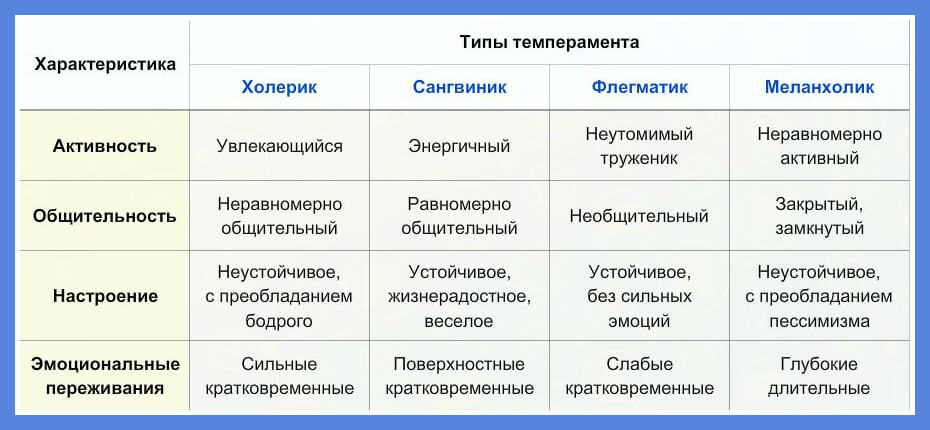 Характеристика
Типы темперамента
Холерик
Сангвиник
Флегматик
Меланхолик
Активность
Увлекающийся
Энергичный
Неутомимый
труженик
Неравномерно
активный
Общительность
Неравномерно
общительный
Равномерно
общительный
Необщительный
Закрытый,
замкнутый
Настроение
Неустойчивое,
с преобладанием
бодрого
Устойчивое,
жизнерадостное,
веселое
Устойчивое,
без сильных
эмоций
Неустойчивое,
с преобладанием
пессимизма
Эмоциональные
переживания
Сильные
кратковременные
Поверхностные
кратковременные
Слабые
кратковременные
Глубокие
длительные